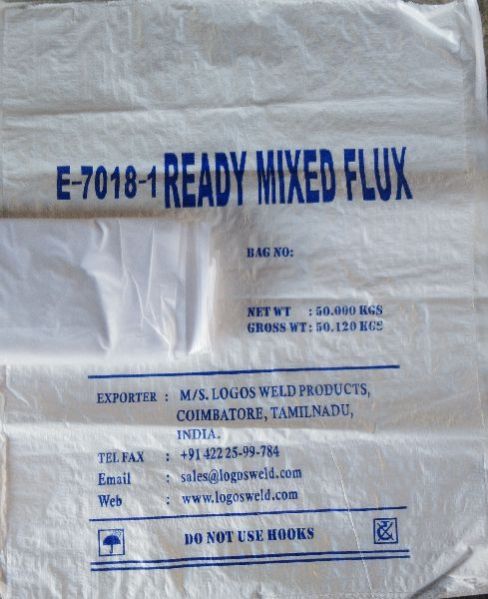 E-7018-1 READY MIXED FLUX
BAG NO:
NET WT : 50.000 KGS
GROSS WT: 50.120 KGS
EXPORTER : M/S. LOGOS WELD PRODUCTS,
COIMBATORE, TAMILNADU,
INDIA.
TEL FAX : +91 422 25-99-784
Email : sales@logosweld.com
Web : www.logosweld.com
DO NOT USE HOOKS